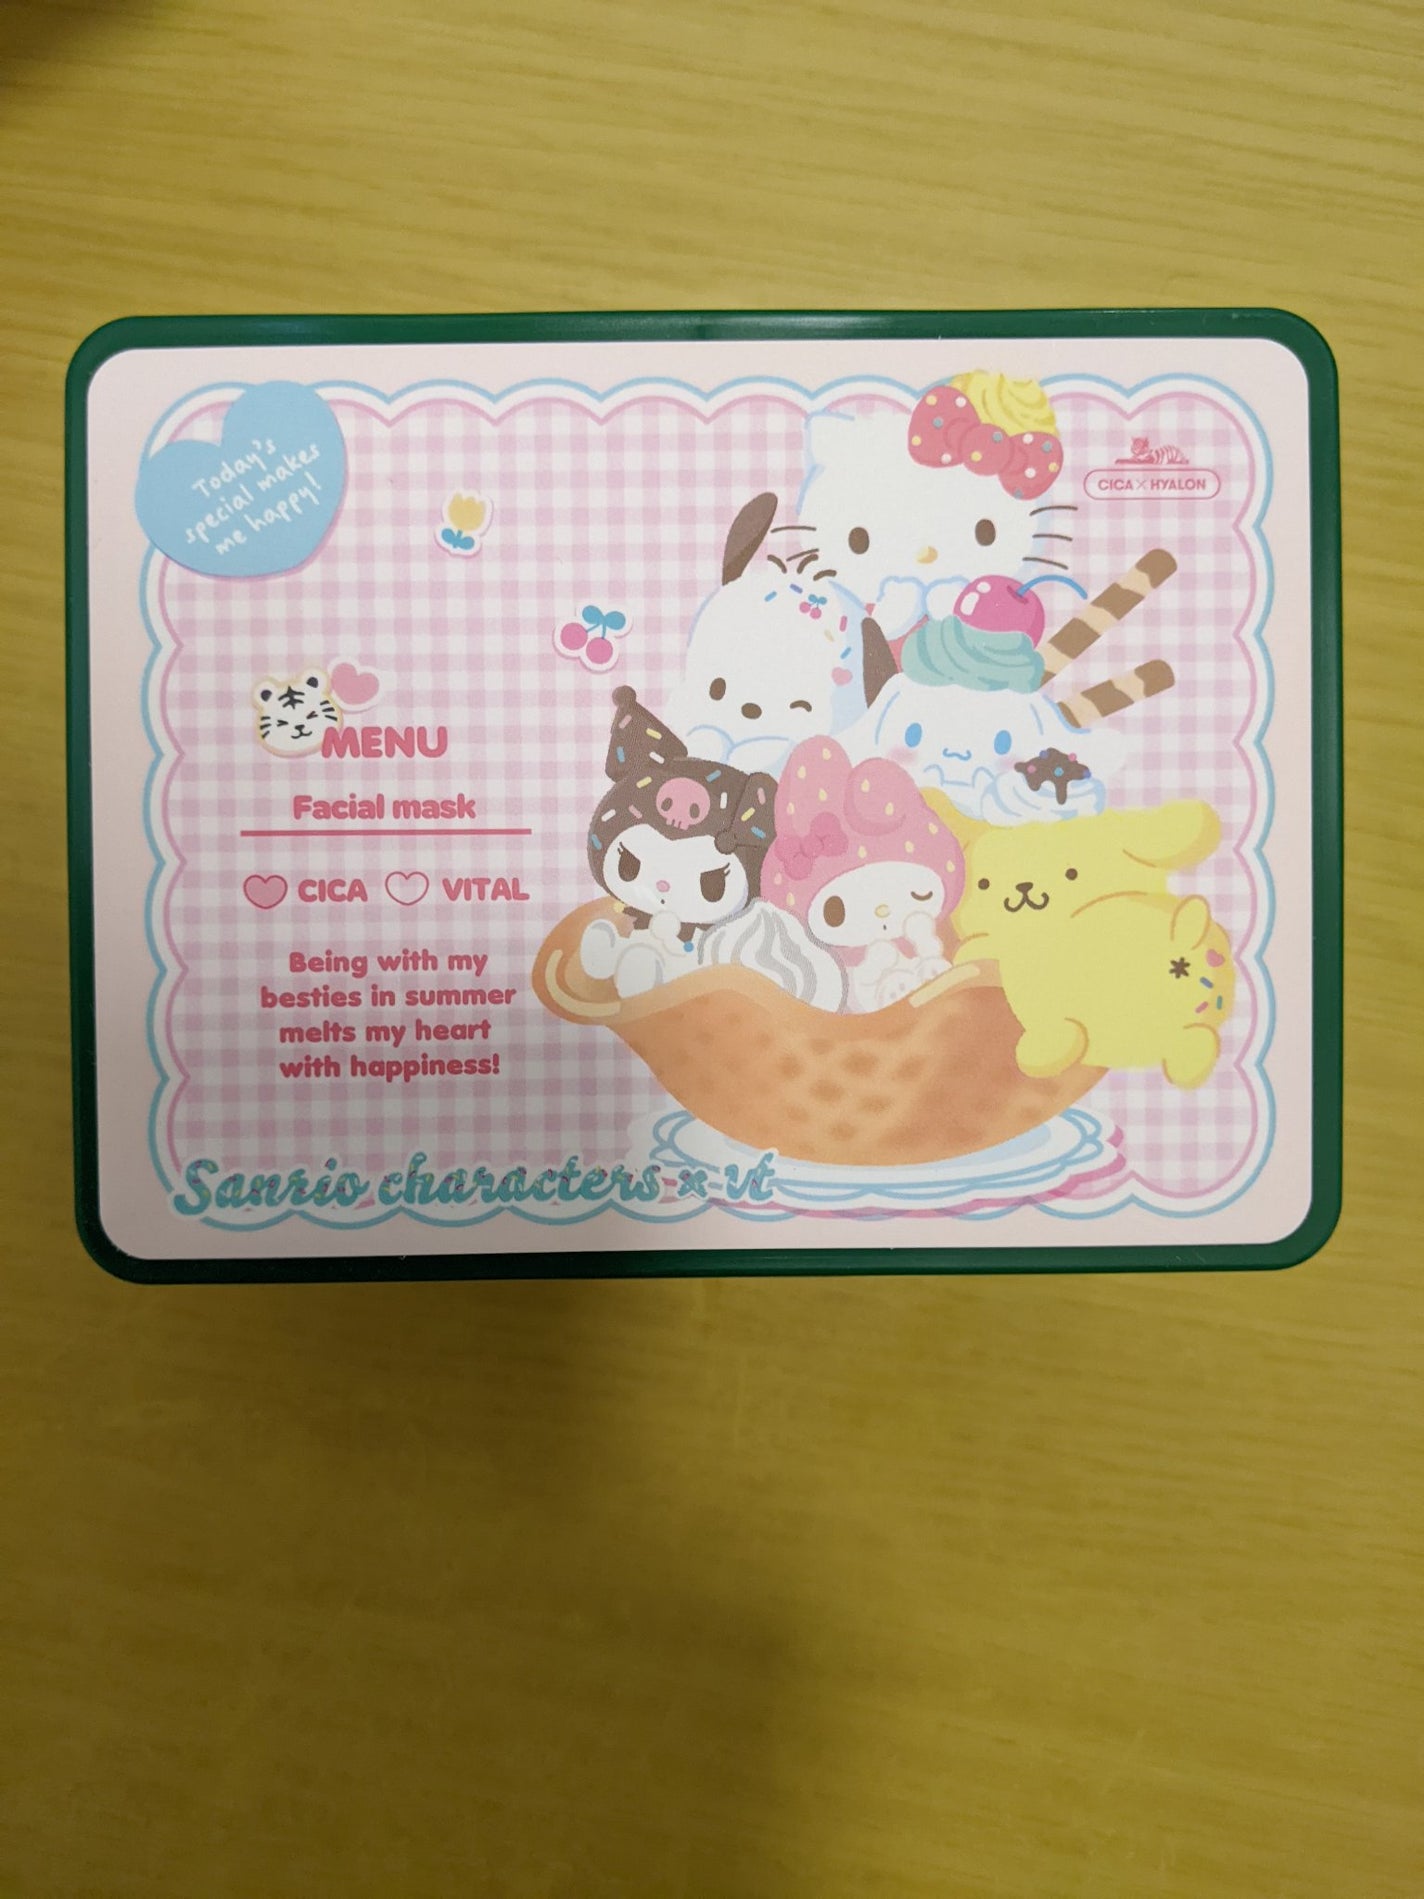 Today's
special makes
me happy!
CICA×HYALON
MENU
Facial mask
CICA VITAL
Being with my
besties in summer
melts my heart
with happiness!
Sanrio characters × vt